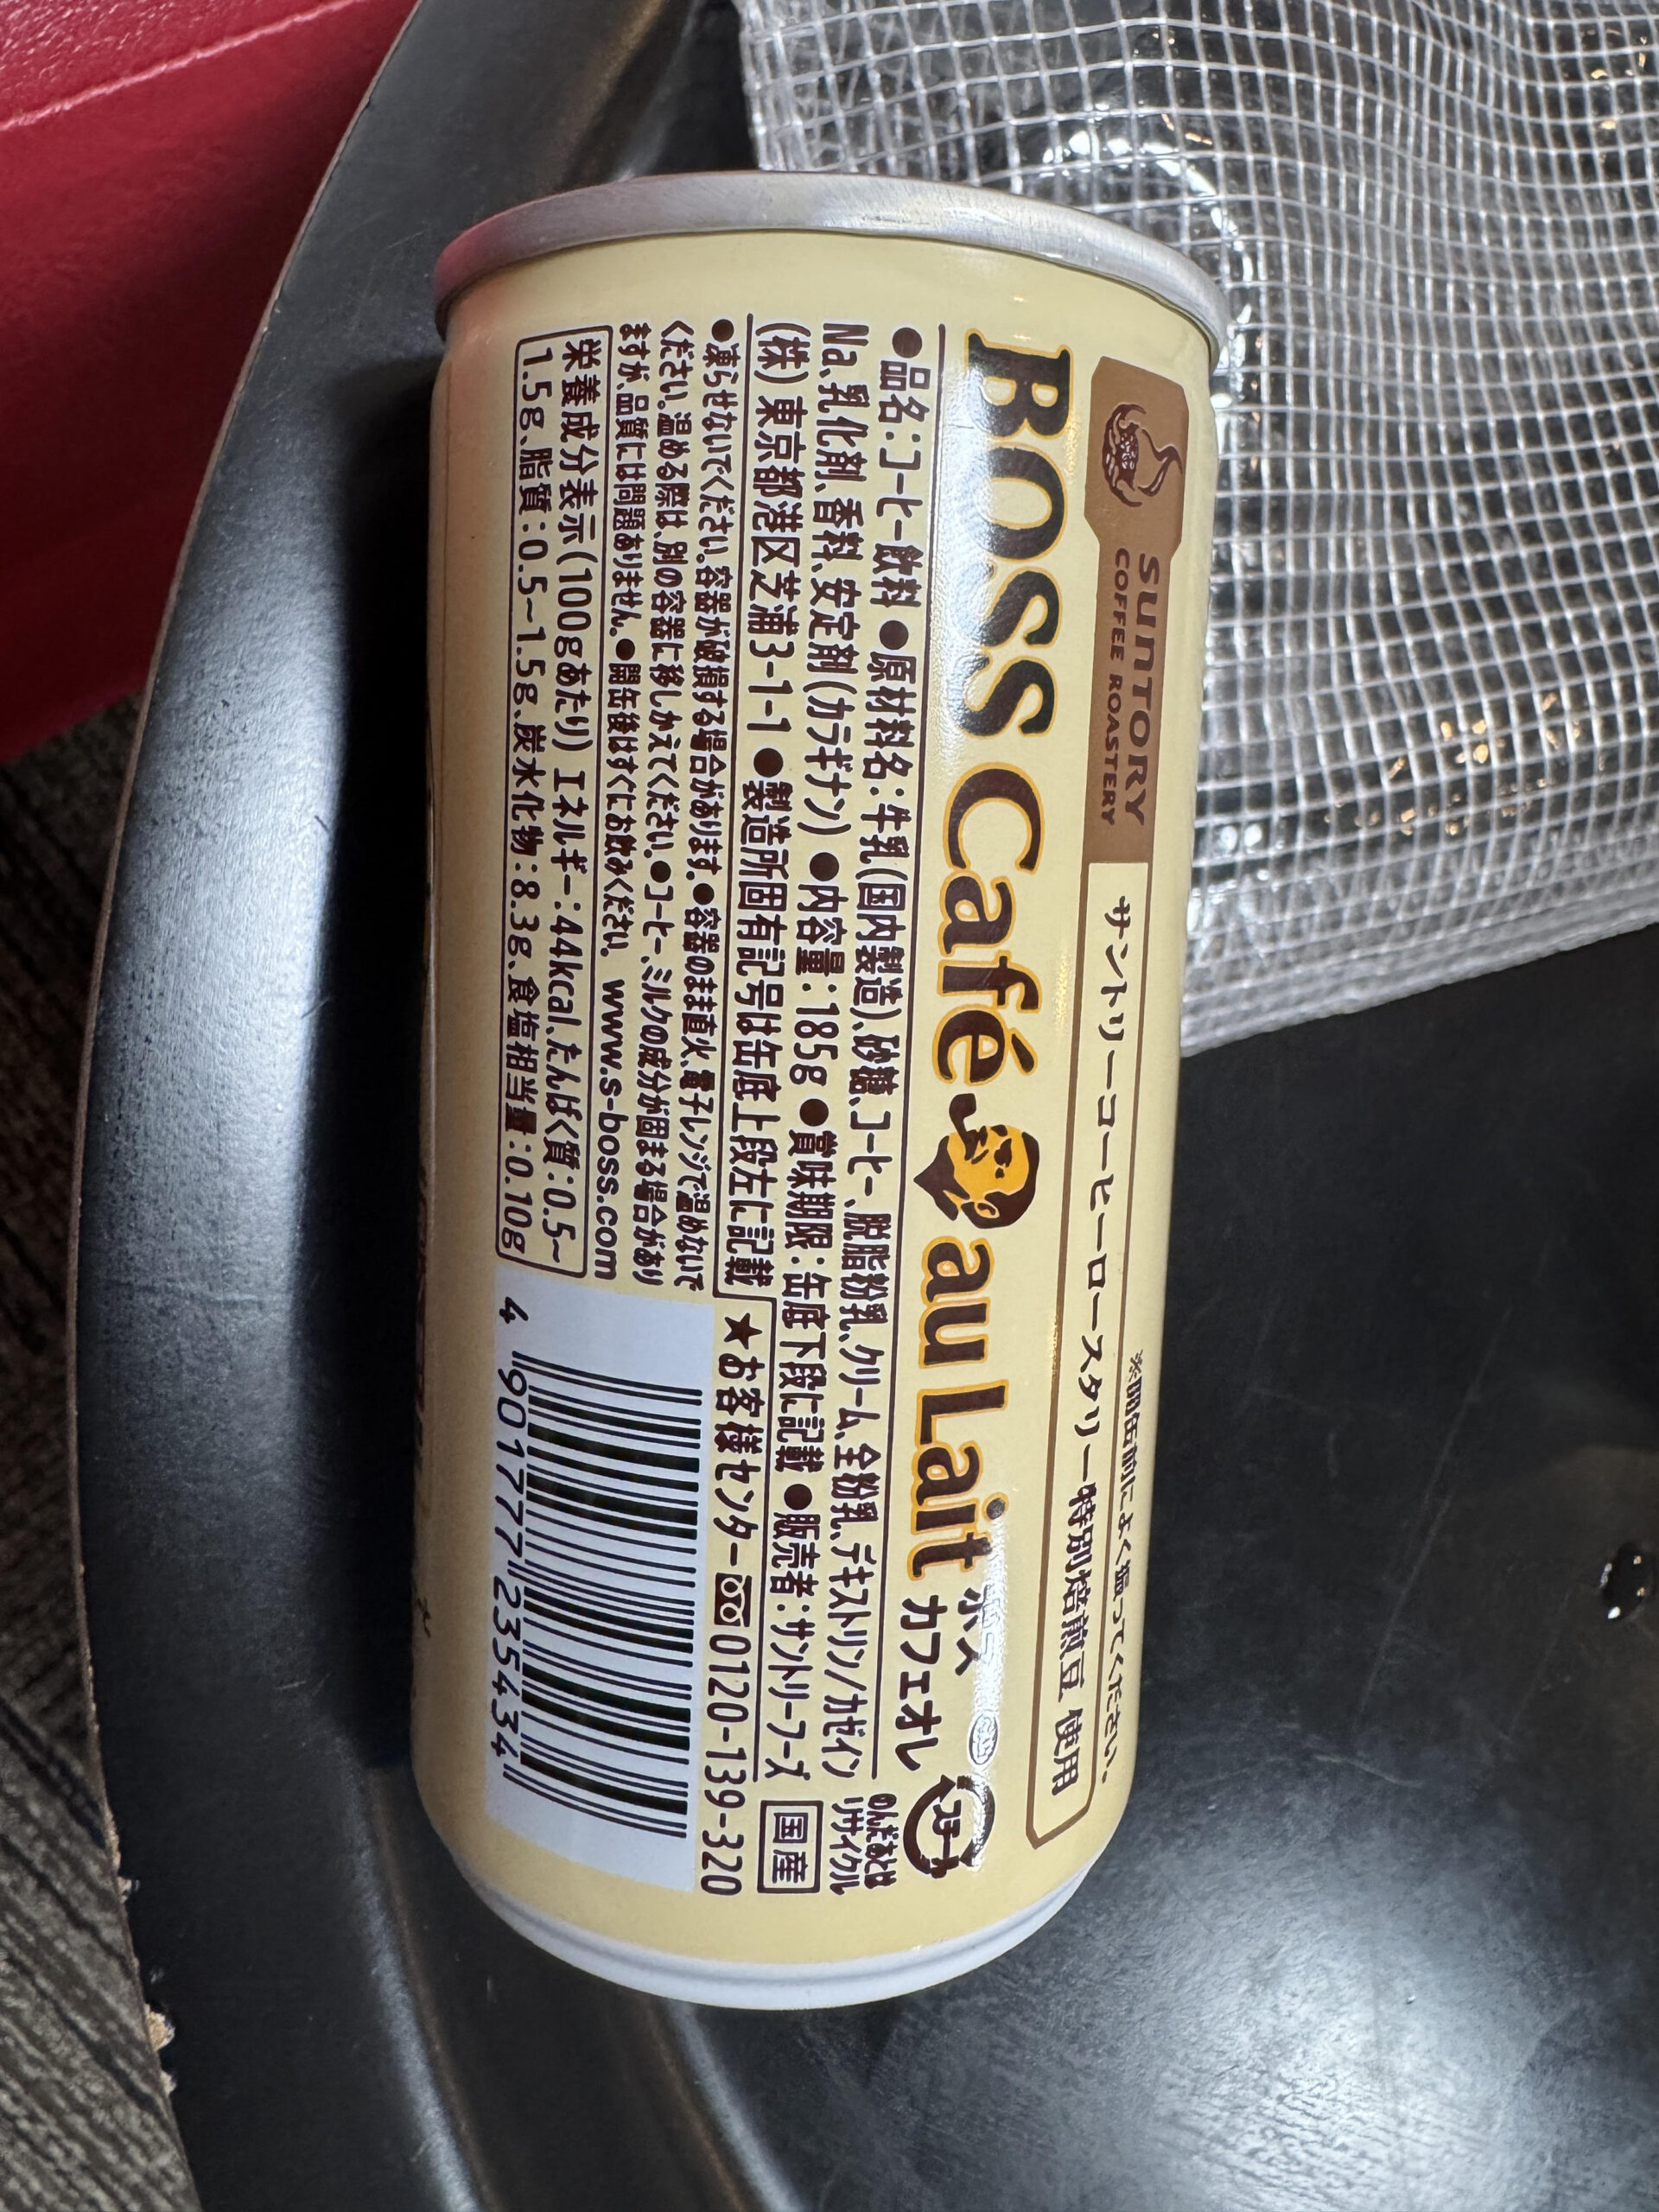 ※開缶前によく振ってください。
SUNTORY
COFFEE ROASTERY
サントリーコーヒーロースタリー特別焙煎豆 使用
BOSS Café au Lait ボス
カフェオレ
スチール
のんだあとは
リサイクル
●品名:コーヒー飲料 ●原材料名:牛乳(国内製造)、砂糖、コーヒー、脱脂粉乳、クリーム、全粉乳、デキストリン/カゼイン
Na、乳化剤、香料、安定剤(カラギナン) ●内容量:185g ●賞味期限:缶底下段に記載 ●販売者:サントリーフーズ
(株) 東京都港区芝浦3-1-1 ●製造所固有記号は缶底上段左に記載
国産
★お客様センター 0120-139-320
●凍らせないでください。容器が破損する場合があります。●容器のまま直火、電子レンジで温めないで
ください。温める際は、別の容器に移しかえてください。●コーヒー、ミルクの成分が固まる場合があり
ますが、品質には問題ありません。●開缶後はすぐにお飲みください。 www.s-boss.com
栄養成分表示(100gあたり) エネルギー:44kcal、たんぱく質:0.5~
1.5g、脂質:0.5~1.5g、炭水化物:8.3g、食塩相当量:0.10g
4 901777 235434